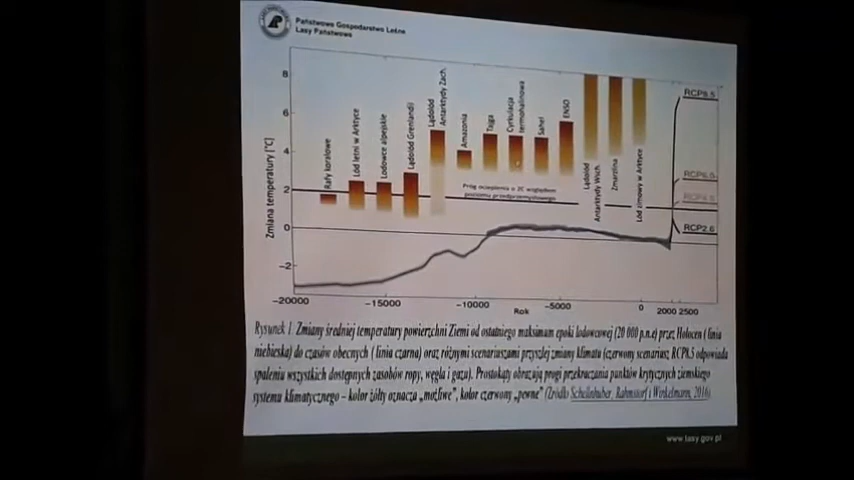 Państwowe Gospodarstwo Leśne
Lasy Państwowe
Zmiana temperatury [°C]
8
6
4
2
0
−2
Rafy koralowe
Lód letni w Arktyce
Lodowce alpejskie
Lądolód Grenlandii
Lądolód
Antarktydy Zach.
Amazonia
Tajga
Cyrkulacja
termohalinowa
Sahel
ENSO
Lądolód
Antarktydy Wsch.
Zmarzlina
Lód zimowy w Arktyce
Próg ocieplenia o 2C względem
poziomu przedprzemysłowego
RCP8.5
RCP6.5
RCP4.5
RCP2.6
−20000
−15000
−10000
−5000
0
2000 2500
Rok
Rysunek 1. Zmiany średniej temperatury powierzchni Ziemi od ostatniego maksimum epoki lodowcowej (20 000 p.n.e) przez Holocen ( linia
niebieska) do czasów obecnych ( linia czarna) oraz różnymi scenariuszami przyszłej zmiany klimatu (czerwony scenariusz RCP8.5 odpowiada
spaleniu wszystkich dostępnych zasobów ropy, węgla i gazu). Prostokąty obrazują progi przekraczania punktów krytycznych ziemskiego
systemu klimatycznego – kolor żółty oznacza „możliwe”, kolor czerwony „pewne” (Źródło Schellnhuber, Rahmstorf i Winkelmann, 2016)
www.lasy.gov.pl